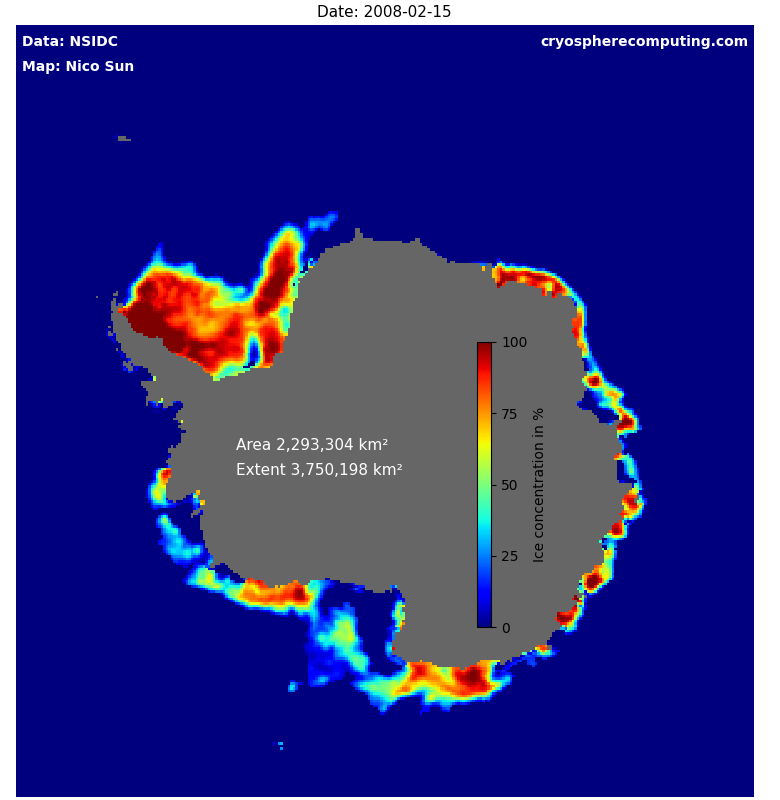 Date: 2008-02-15
Data: NSIDC
cryospherecomputing.com
Map: Nico Sun
100
75
50
25
0
Ice concentration in %
Area 2,293,304 km²
Extent 3,750,198 km²